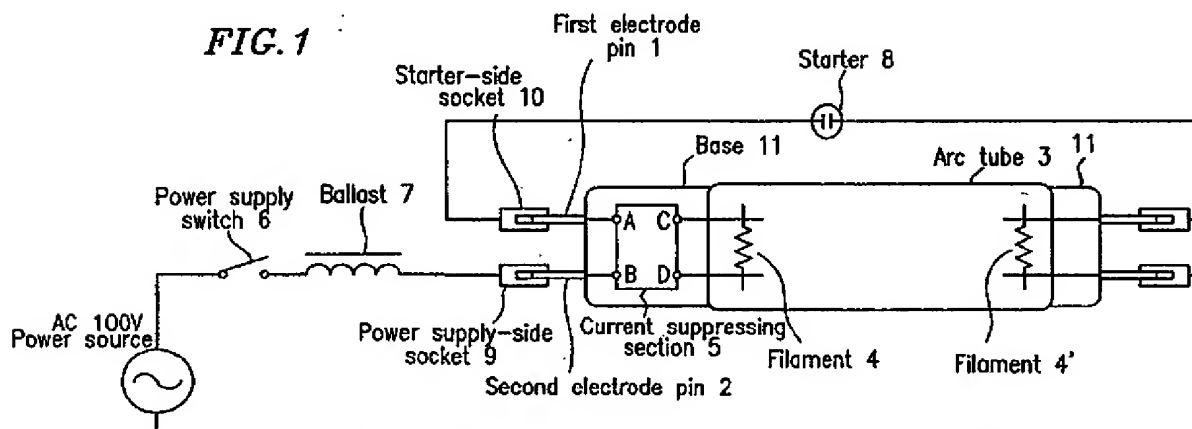 FIG. 1
First electrode
pin 1
Starter-side
socket 10
Starter 8
Base 11
Arc tube 3
11
Power supply
switch 6
Ballast 7
A
C
B
D
AC 100V
Power source
Power supply-side
socket 9
Current suppressing
section 5
Filament 4
Filament 4'
Second electrode pin 2